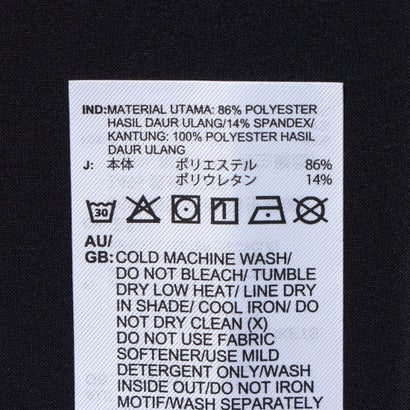 IND:MATERIAL UTAMA: 86% POLYESTER
HASIL DAUR ULANG/14% SPANDEX/
KANTUNG: 100% POLYESTER HASIL
DAUR ULANG
J: 本体 ポリエステル 86%
ポリウレタン 14%
30
AU/
GB: COLD MACHINE WASH/
DO NOT BLEACH/ TUMBLE
DRY LOW HEAT/ LINE DRY
IN SHADE/ COOL IRON/ DO
NOT DRY CLEAN (X)
DO NOT USE FABRIC
SOFTENER/USE MILD
DETERGENT ONLY/WASH
INSIDE OUT/DO NOT IRON
MOTIF/WASH SEPARATELY